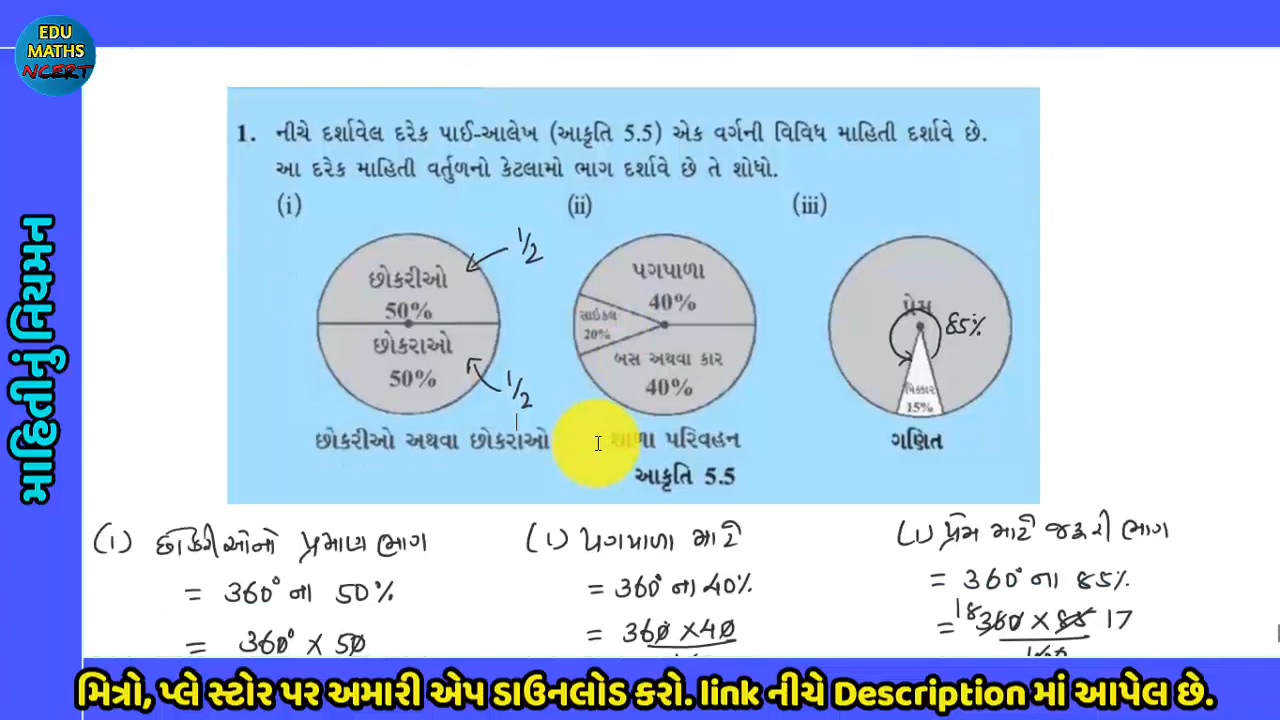 EDU
MATHS
NCERT
માહિતીનું નિયમન
1. નીચે દર્શાવેલ દરેક પાઈ-આલેખ (આકૃતિ 5.5) એક વર્ગની વિવિધ માહિતી દર્શાવે છે.
આ દરેક માહિતી વર્તુળનો કેટલામો ભાગ દર્શાવે છે તે શોધો.
(i) (ii) (iii)
છોકરીઓ
50%
છોકરાઓ
50%
1/2
1/2
છોકરીઓ અથવા છોકરાઓ
પગપાળા
40%
સાઈકલ
20%
બસ અથવા કાર
40%
શાળા પરિવહન
આકૃતિ 5.5
પ્રેમ
85%
ધિક્કાર
15%
ગણિત
(1) છોકરીઓનો પ્રમાણ ભાગ
= 360° ના 50%
= 360° × 50
(1) પગપાળા માટે
= 360° ના 40%
= 360 × 40
(1) પ્રેમ માટે જરૂરી ભાગ
= 360° ના 85%
= 18 360 × 85 17
100
મિત્રો, પ્લે સ્ટોર પર અમારી એપ ડાઉનલોડ કરો. link નીચે Description માં આપેલ છે.